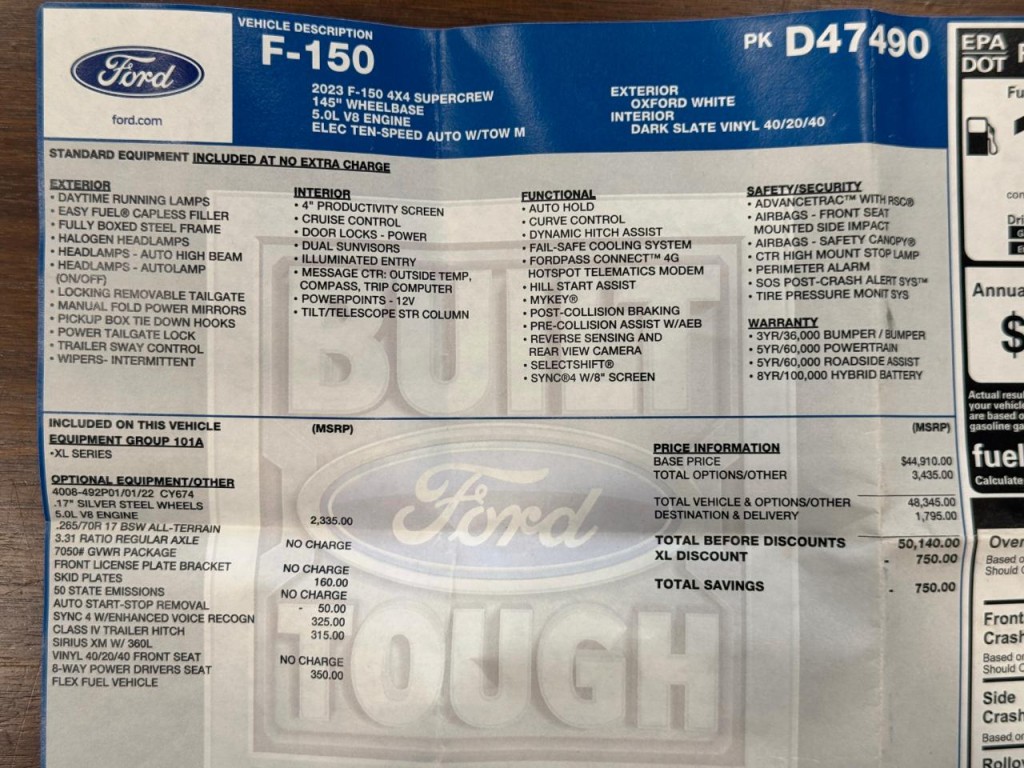 Ford
ford.com
VEHICLE DESCRIPTION
F-150
2023 F-150 4X4 SUPERCREW
145" WHEELBASE
5.0L V8 ENGINE
ELEC TEN-SPEED AUTO W/TOW M
EXTERIOR
OXFORD WHITE
INTERIOR
DARK SLATE VINYL 40/20/40
PK D47490
STANDARD EQUIPMENT INCLUDED AT NO EXTRA CHARGE
EXTERIOR
• DAYTIME RUNNING LAMPS
• EASY FUEL® CAPLESS FILLER
• FULLY BOXED STEEL FRAME
• HALOGEN HEADLAMPS
• HEADLAMPS - AUTO HIGH BEAM
• HEADLAMPS - AUTOLAMP
(ON/OFF)
• LOCKING REMOVABLE TAILGATE
• MANUAL FOLD POWER MIRRORS
• PICKUP BOX TIE DOWN HOOKS
• POWER TAILGATE LOCK
• TRAILER SWAY CONTROL
• WIPERS- INTERMITTENT
INTERIOR
• 4" PRODUCTIVITY SCREEN
• CRUISE CONTROL
• DOOR LOCKS - POWER
• DUAL SUNVISORS
• ILLUMINATED ENTRY
• MESSAGE CTR: OUTSIDE TEMP,
COMPASS, TRIP COMPUTER
• POWERPOINTS - 12V
• TILT/TELESCOPE STR COLUMN
FUNCTIONAL
• AUTO HOLD
• CURVE CONTROL
• DYNAMIC HITCH ASSIST
• FAIL-SAFE COOLING SYSTEM
• FORDPASS CONNECT™ 4G
HOTSPOT TELEMATICS MODEM
• HILL START ASSIST
• MYKEY®
• POST-COLLISION BRAKING
• PRE-COLLISION ASSIST W/AEB
• REVERSE SENSING AND
REAR VIEW CAMERA
• SELECTSHIFT®
• SYNC®4 W/8" SCREEN
SAFETY/SECURITY
• ADVANCETRAC™ WITH RSC®
• AIRBAGS - FRONT SEAT
MOUNTED SIDE IMPACT
• AIRBAGS - SAFETY CANOPY®
• CTR HIGH MOUNT STOP LAMP
• PERIMETER ALARM
• SOS POST-CRASH ALERT SYS™
• TIRE PRESSURE MONIT SYS
WARRANTY
• 3YR/36,000 BUMPER / BUMPER
• 5YR/60,000 POWERTRAIN
• 5YR/60,000 ROADSIDE ASSIST
• 8YR/100,000 HYBRID BATTERY
BUILT
Ford
TOUGH
INCLUDED ON THIS VEHICLE (MSRP)
EQUIPMENT GROUP 101A
•XL SERIES
OPTIONAL EQUIPMENT/OTHER
4008-492P01/01/22 CY674
.17" SILVER STEEL WHEELS
5.0L V8 ENGINE 2,335.00
.265/70R 17 BSW ALL-TERRAIN
3.31 RATIO REGULAR AXLE NO CHARGE
7050# GVWR PACKAGE
FRONT LICENSE PLATE BRACKET NO CHARGE
SKID PLATES 160.00
50 STATE EMISSIONS NO CHARGE
AUTO START-STOP REMOVAL - 50.00
SYNC 4 W/ENHANCED VOICE RECOGN 325.00
CLASS IV TRAILER HITCH 315.00
SIRIUS XM W/ 360L
VINYL 40/20/40 FRONT SEAT NO CHARGE
8-WAY POWER DRIVERS SEAT 350.00
FLEX FUEL VEHICLE
(MSRP)
PRICE INFORMATION
BASE PRICE $44,910.00
TOTAL OPTIONS/OTHER 3,435.00
TOTAL VEHICLE & OPTIONS/OTHER 48,345.00
DESTINATION & DELIVERY 1,795.00
TOTAL BEFORE DISCOUNTS 50,140.00
XL DISCOUNT - 750.00
TOTAL SAVINGS - 750.00
EPA
DOT
Fu
Annua
$
Actual resul
your vehicle
are based o
gasoline ga
fuel
Calculate
Over
Based o
Should C
Front
Crash
Based o
Should C
Side
Crash
Based on
Rollov